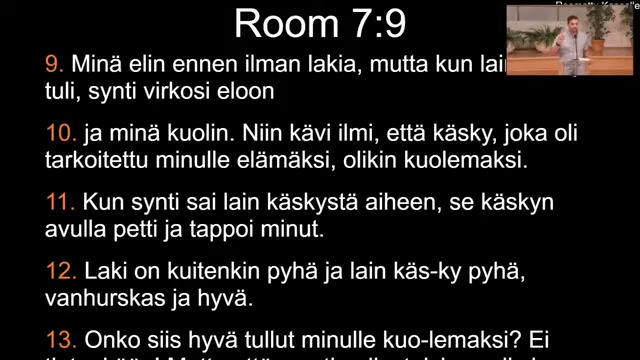 Room 7:9
9. Minä elin ennen ilman lakia, mutta kun
tuli, synti virkosi eloon
10. ja minä kuolin. Niin kävi ilmi, että käsky, joka oli
tarkoitettu minulle elämäksi, olikin kuolemaksi.
11. Kun synti sai lain käskystä aiheen, se käskyn
avulla petti ja tappoi minut.
12. Laki on kuitenkin pyhä ja lain käs-ky pyhä,
vanhurskas ja hyvä.
13. Onko siis hyvä tullut minulle kuo-lemaksi? Ei